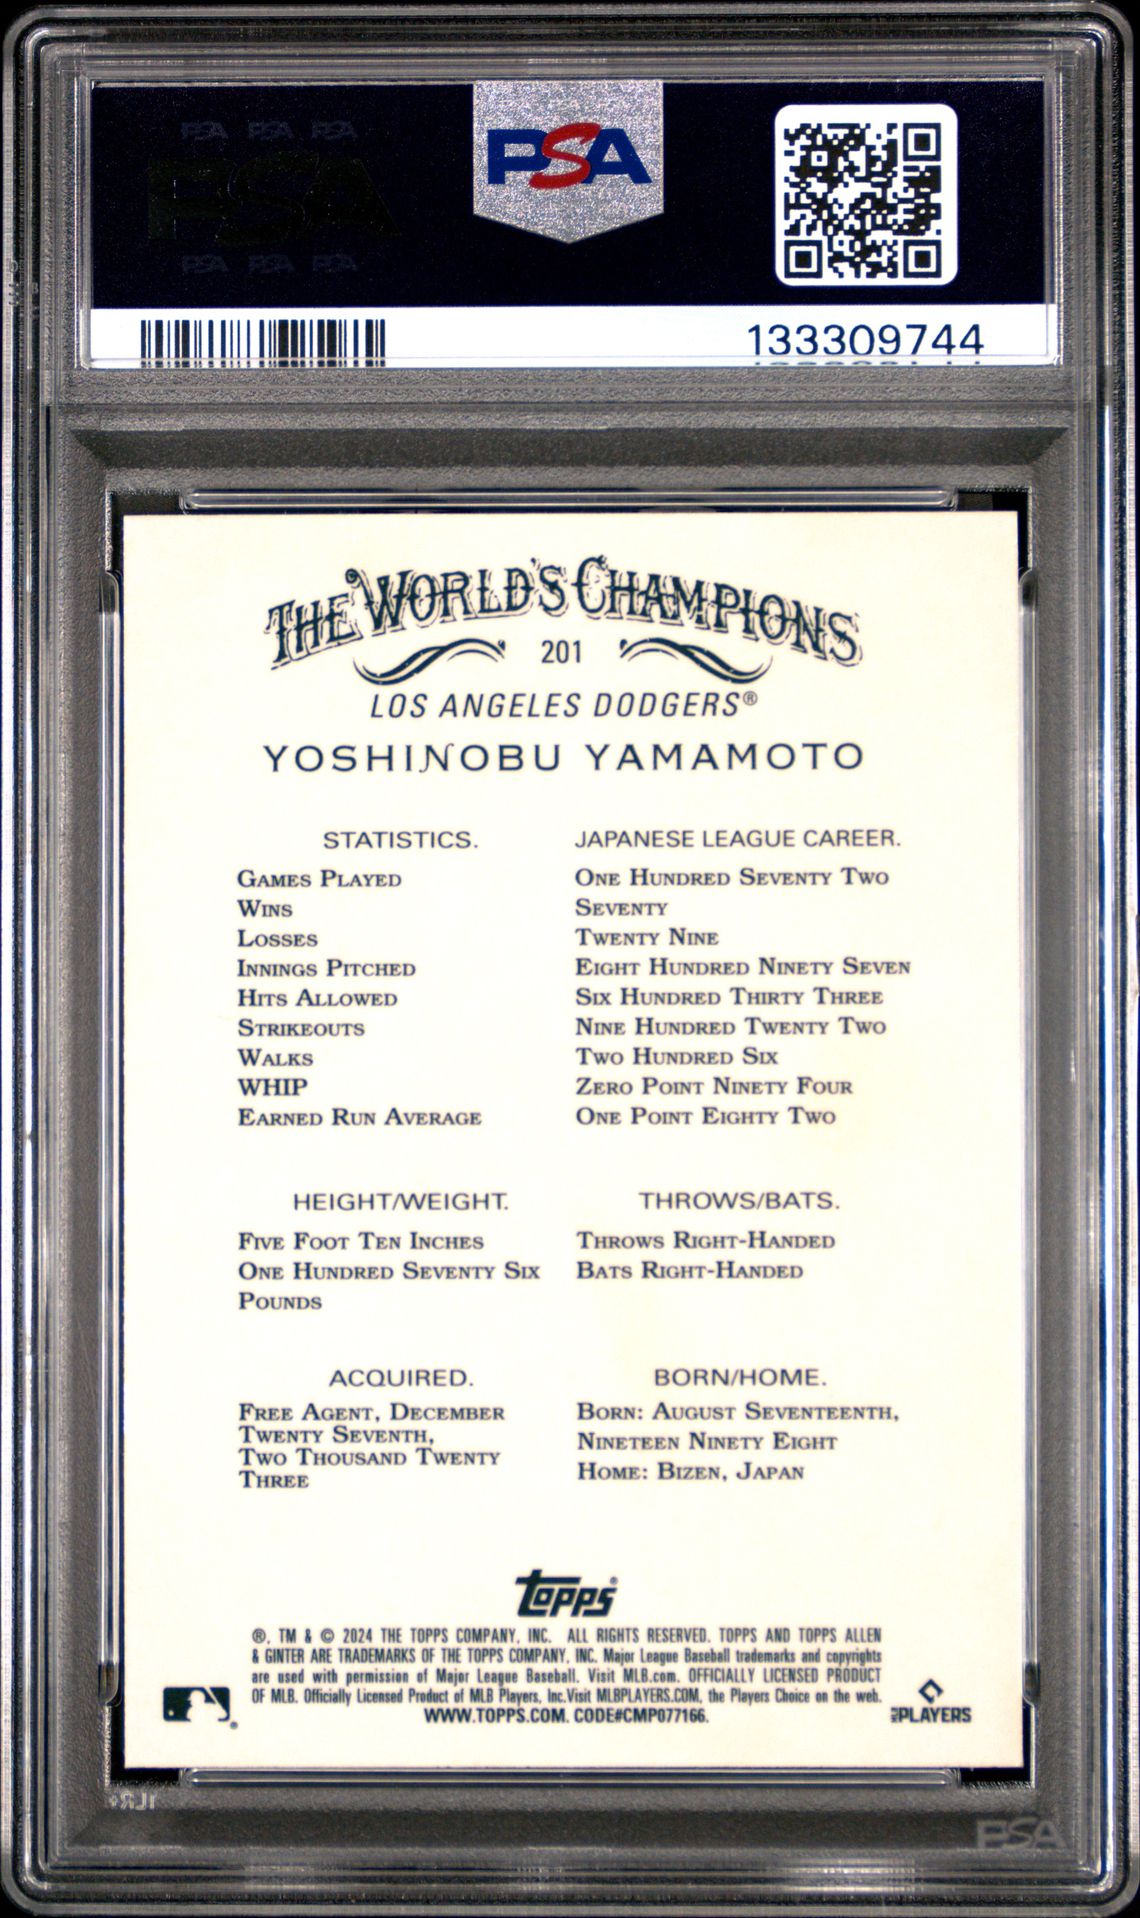 PSA PSA PSA
PSA
PSA PSA PSA
PSA
133309744
THE WORLD'S CHAMPIONS
201
LOS ANGELES DODGERS®
YOSHINOBU YAMAMOTO
STATISTICS. JAPANESE LEAGUE CAREER.
GAMES PLAYED ONE HUNDRED SEVENTY TWO
WINS SEVENTY
LOSSES TWENTY NINE
INNINGS PITCHED EIGHT HUNDRED NINETY SEVEN
HITS ALLOWED SIX HUNDRED THIRTY THREE
STRIKEOUTS NINE HUNDRED TWENTY TWO
WALKS TWO HUNDRED SIX
WHIP ZERO POINT NINETY FOUR
EARNED RUN AVERAGE ONE POINT EIGHTY TWO
HEIGHT/WEIGHT.
FIVE FOOT TEN INCHES
ONE HUNDRED SEVENTY SIX
POUNDS
THROWS/BATS.
THROWS RIGHT-HANDED
BATS RIGHT-HANDED
ACQUIRED.
FREE AGENT, DECEMBER
TWENTY SEVENTH,
TWO THOUSAND TWENTY
THREE
BORN/HOME.
BORN: AUGUST SEVENTEENTH,
NINETEEN NINETY EIGHT
HOME: BIZEN, JAPAN
Topps®
®, TM & © 2024 THE TOPPS COMPANY, INC. ALL RIGHTS RESERVED. TOPPS AND TOPPS ALLEN
& GINTER ARE TRADEMARKS OF THE TOPPS COMPANY, INC. Major League Baseball trademarks and copyrights
are used with permission of Major League Baseball. Visit MLB.com. OFFICIALLY LICENSED PRODUCT
OF MLB. Officially Licensed Product of MLB Players, Inc.Visit MLBPLAYERS.COM, the Players Choice on the web.
WWW.TOPPS.COM. CODE#CMP077166.
MLB PLAYERS
PSA